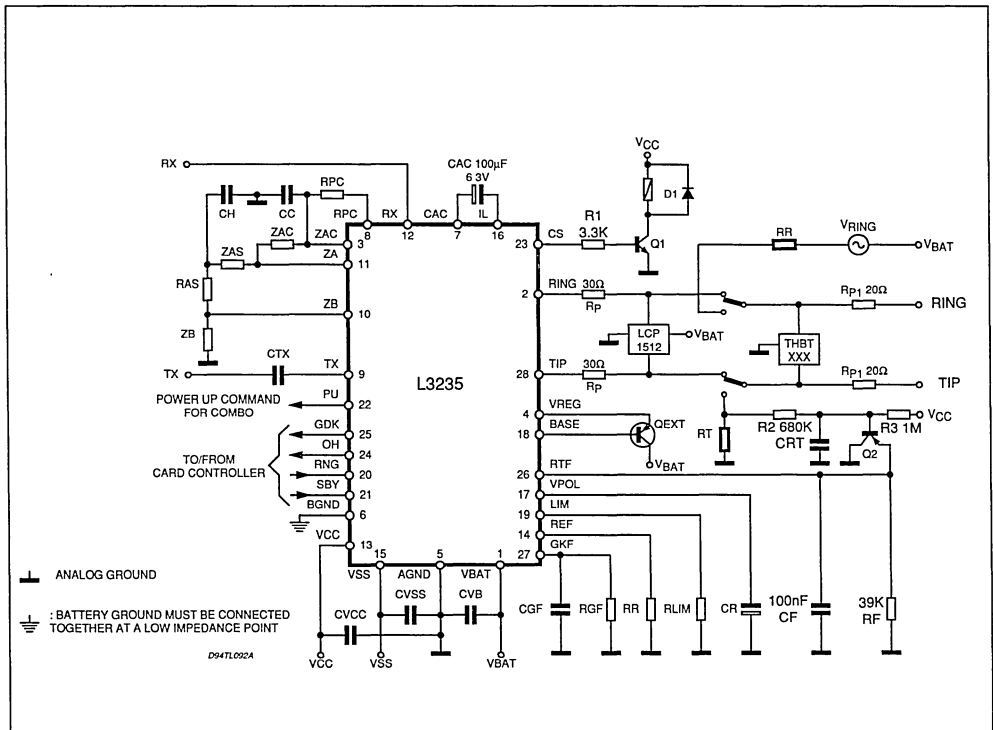 VCC
CAC 100µF
6 3V
D1
RX
RPC
CH
CC
RPC
RX
CAC
IL
8
12
7
16
R1
3.3K
CS
23
Q1
RR
VRING
VBAT
ZAC
ZAC
3
ZA
11
ZAS
RAS
RING
2
30Ω
RP
RP1 20Ω
RING
ZB
10
ZB
LCP
1512
VBAT
THBT
XXX
CTX
TX
TX
9
L3235
TIP
28
30Ω
RP
RP1 20Ω
TIP
POWER UP COMMAND
FOR COMBO
PU
22
VREG
4
BASE
18
QEXT
VBAT
RT
R2 680K
CRT
Q2
R3 1M
VCC
GDK
25
OH
24
TO/FROM
CARD CONTROLLER
RNG
20
SBY
21
BGND
6
RTF
26
VPOL
17
LIM
19
REF
14
GKF
27
VCC
13
15
5
1
VSS
AGND
VBAT
ANALOG GROUND
: BATTERY GROUND MUST BE CONNECTED
TOGETHER AT A LOW IMPEDANCE POINT
CVSS
CVB
CVCC
CGF
RGF
RR
RLIM
CR
100nF
CF
39K
RF
D94TL092A
VCC
VSS
VBAT